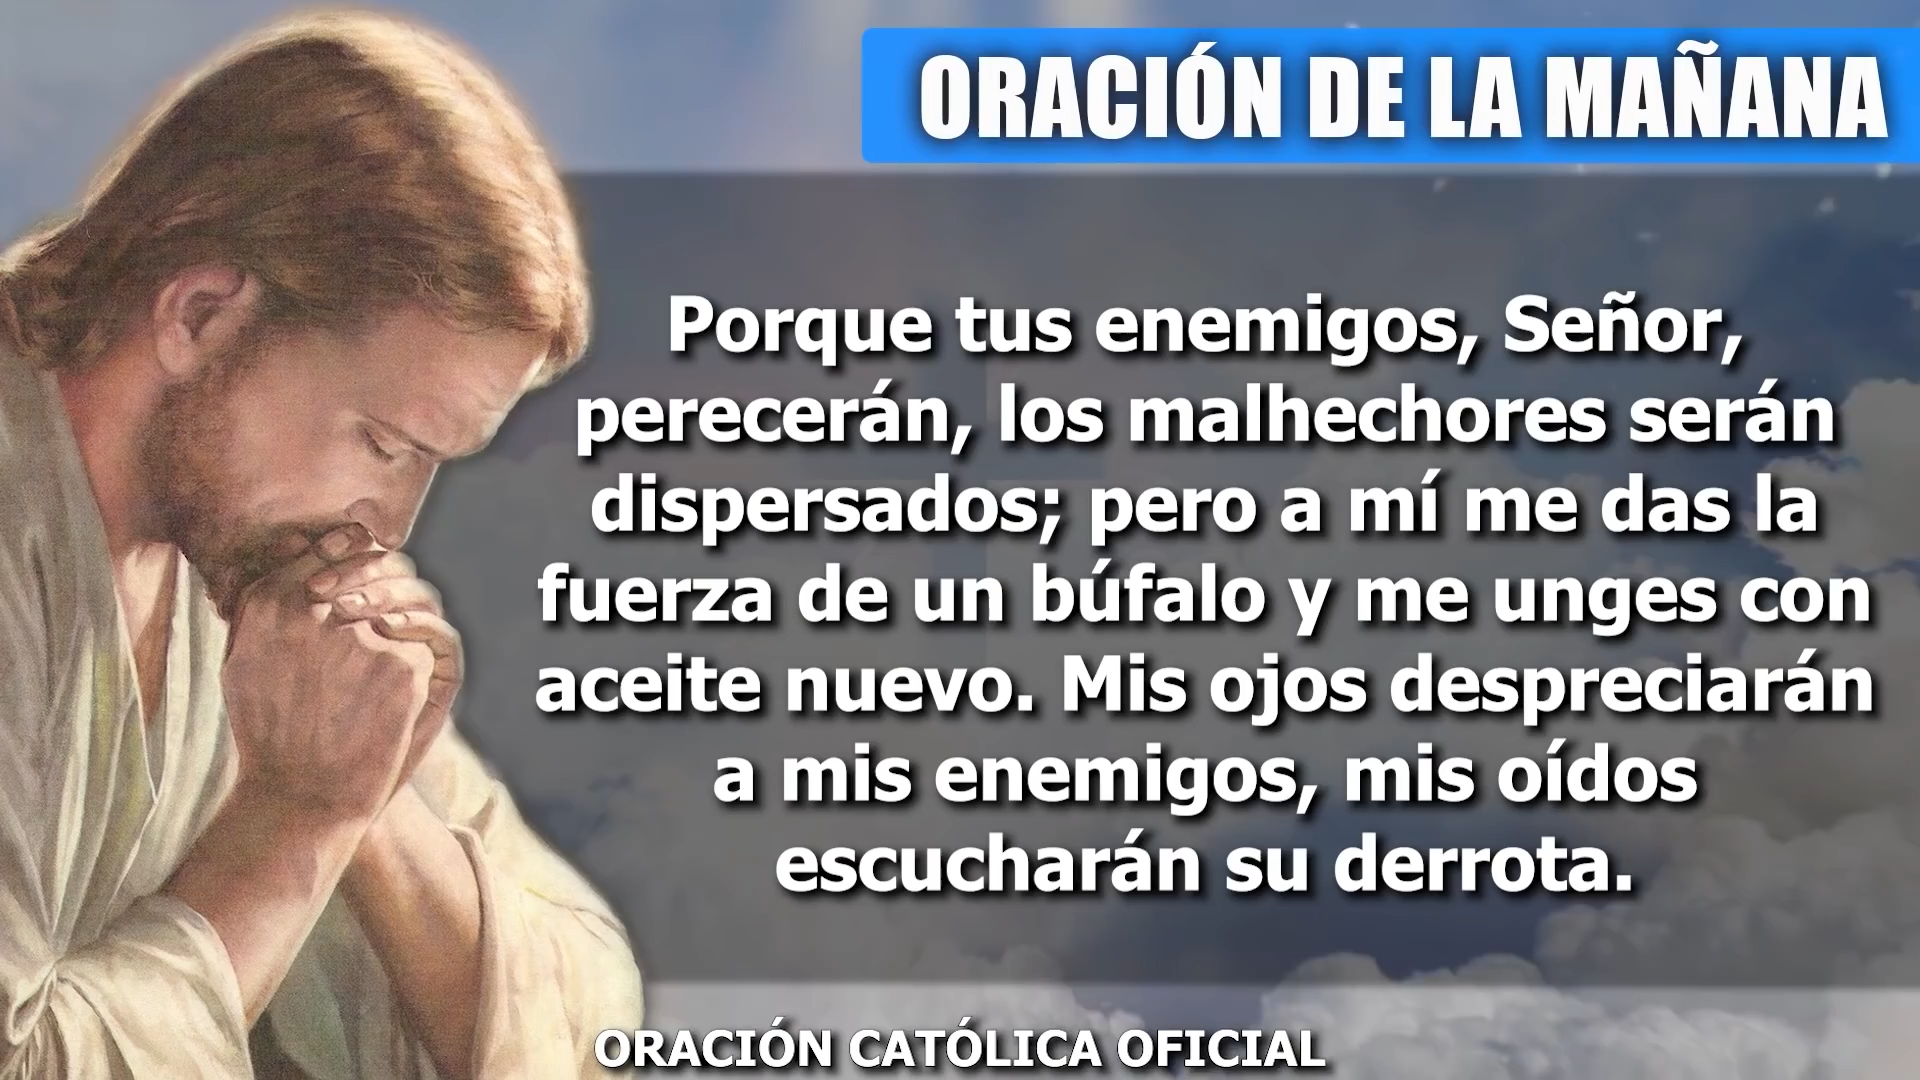 ORACIÓN DE LA MAÑANA
Porque tus enemigos, Señor,
perecerán, los malhechores serán
dispersados; pero a mí me das la
fuerza de un búfalo y me unges con
aceite nuevo. Mis ojos despreciarán
a mis enemigos, mis oídos
escucharán su derrota.
ORACIÓN CATÓLICA OFICIAL